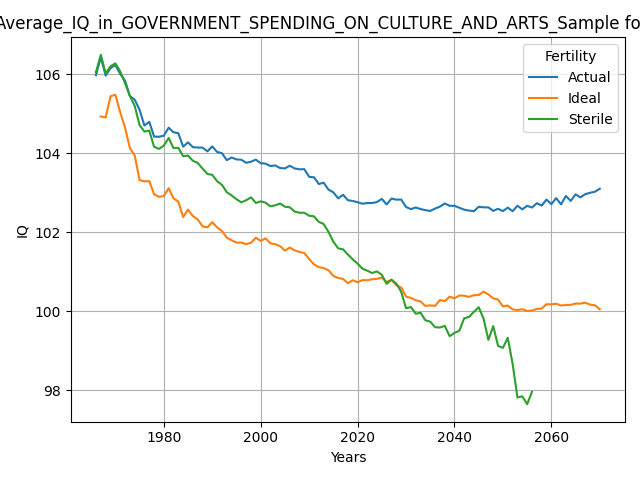 Average_IQ_in_GOVERNMENT_SPENDING_ON_CULTURE_AND_ARTS_Sample fo
Fertility
Actual
Ideal
Sterile
IQ
106
104
102
100
98
1980 2000 2020 2040 2060
Years